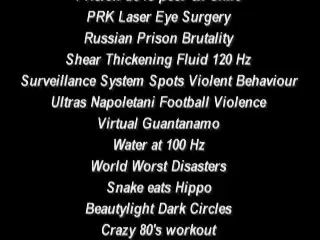 PRK Laser Eye Surgery
Russian Prison Brutality
Shear Thickening Fluid 120 Hz
Surveillance System Spots Violent Behaviour
Ultras Napoletani Football Violence
Virtual Guantanamo
Water at 100 Hz
World Worst Disasters
Snake eats Hippo
Beautylight Dark Circles
Crazy 80's workout